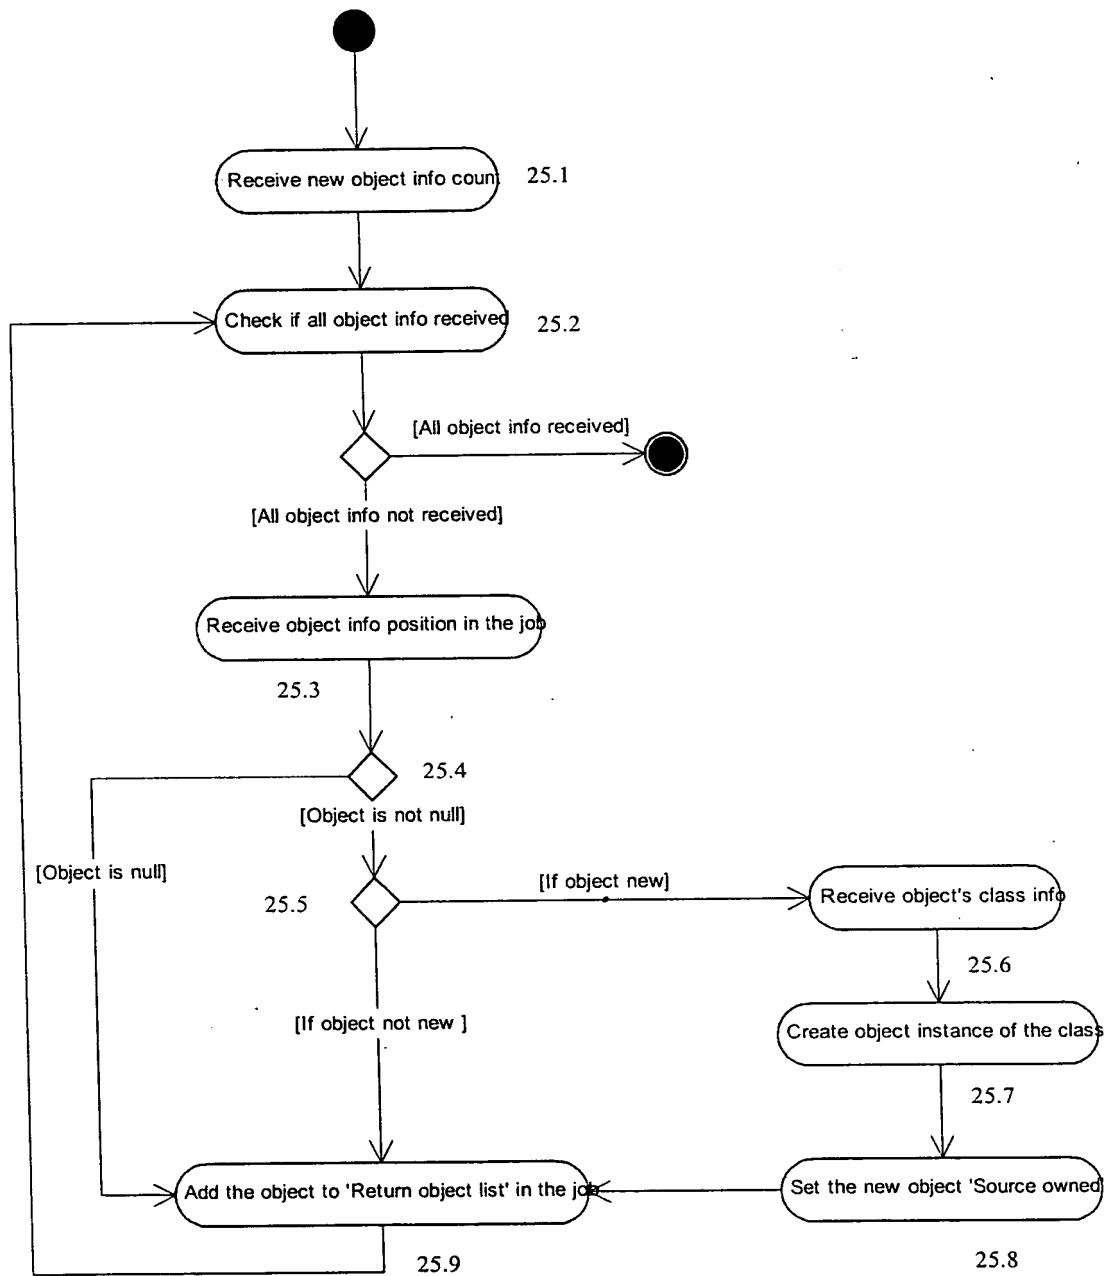 Receive new object info count
25.1
Check if all object info received
25.2
[All object info received]
[All object info not received]
Receive object info position in the job
25.3
25.4
[Object is not null]
[Object is null]
[If object new]
Receive object's class info
25.5
25.6
[If object not new ]
Create object instance of the class
25.7
Add the object to 'Return object list' in the job
Set the new object 'Source owned'
25.9
25.8